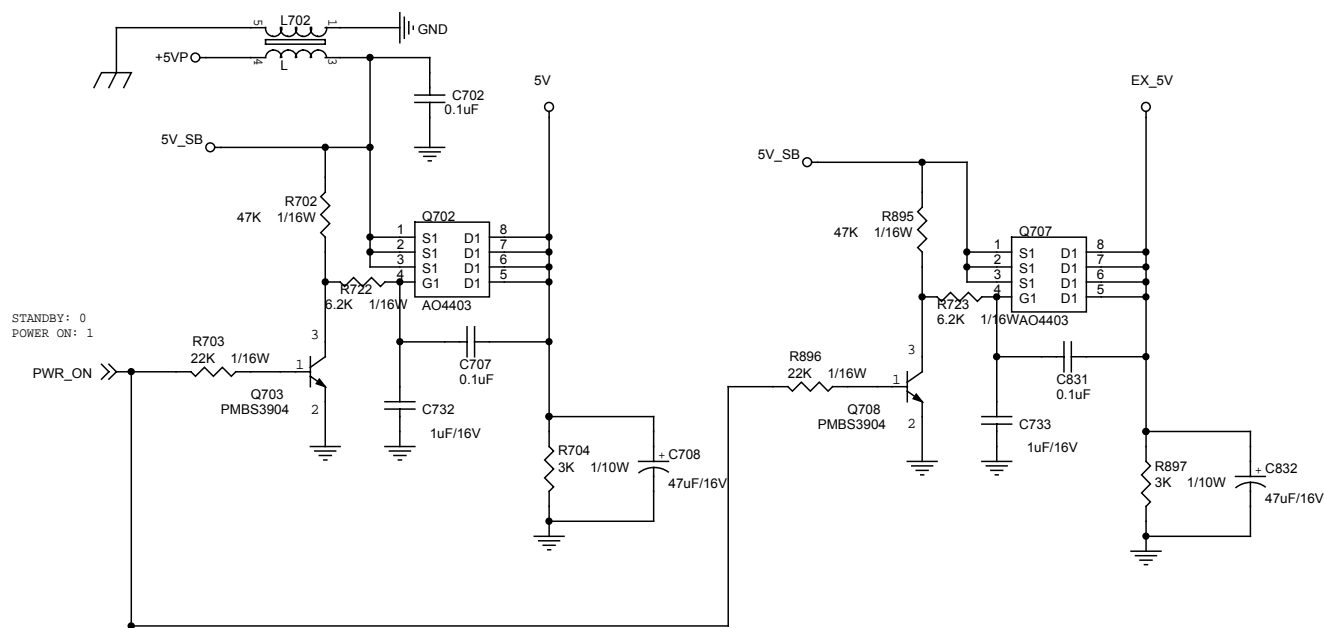 5 L702 1
GND
+5VP
4 L 3
C702
0.1uF
5V
EX_5V
5V_SB
5V_SB
R702
47K 1/16W
Q702
1 S1 D1 8
2 S1 D1 7
3 S1 D1 6
4 G1 D1 5
R722
6.2K 1/16W
AO4403
R895
47K 1/16W
Q707
1 S1 D1 8
2 S1 D1 7
3 S1 D1 6
4 G1 D1 5
R723
6.2K 1/16W
AO4403
STANDBY: 0
POWER ON: 1
PWR_ON
R703
22K 1/16W
3
1
2
Q703
PMBS3904
C707
0.1uF
C732
1uF/16V
R704
3K 1/10W
+ C708
47uF/16V
R896
22K 1/16W
3
1
2
Q708
PMBS3904
C831
0.1uF
C733
1uF/16V
R897
3K 1/10W
+ C832
47uF/16V